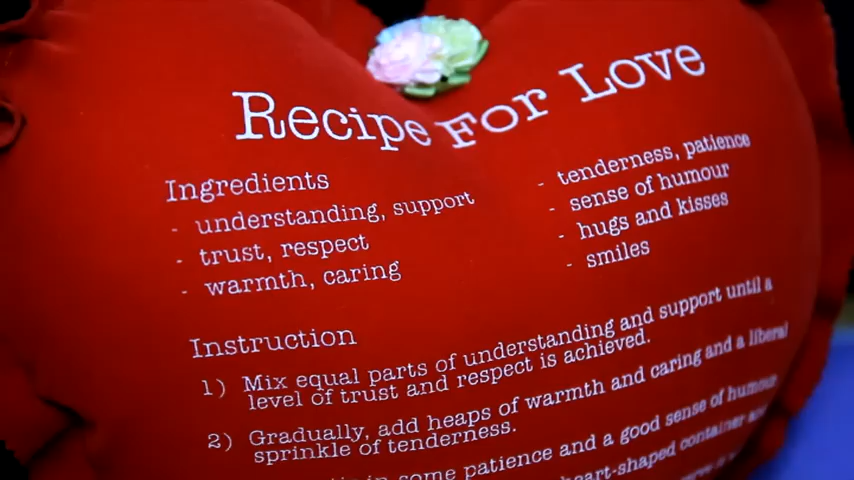 Recipe For Love
Ingredients
- understanding, support
- trust, respect
- warmth, caring
- tenderness, patience
- sense of humour
- hugs and kisses
- smiles
Instruction
1) Mix equal parts of understanding and support until a
level of trust and respect is achieved.
2) Gradually, add heaps of warmth and caring and a liberal
sprinkle of tenderness.
in some patience and a good sense of humour
heart-shaped container